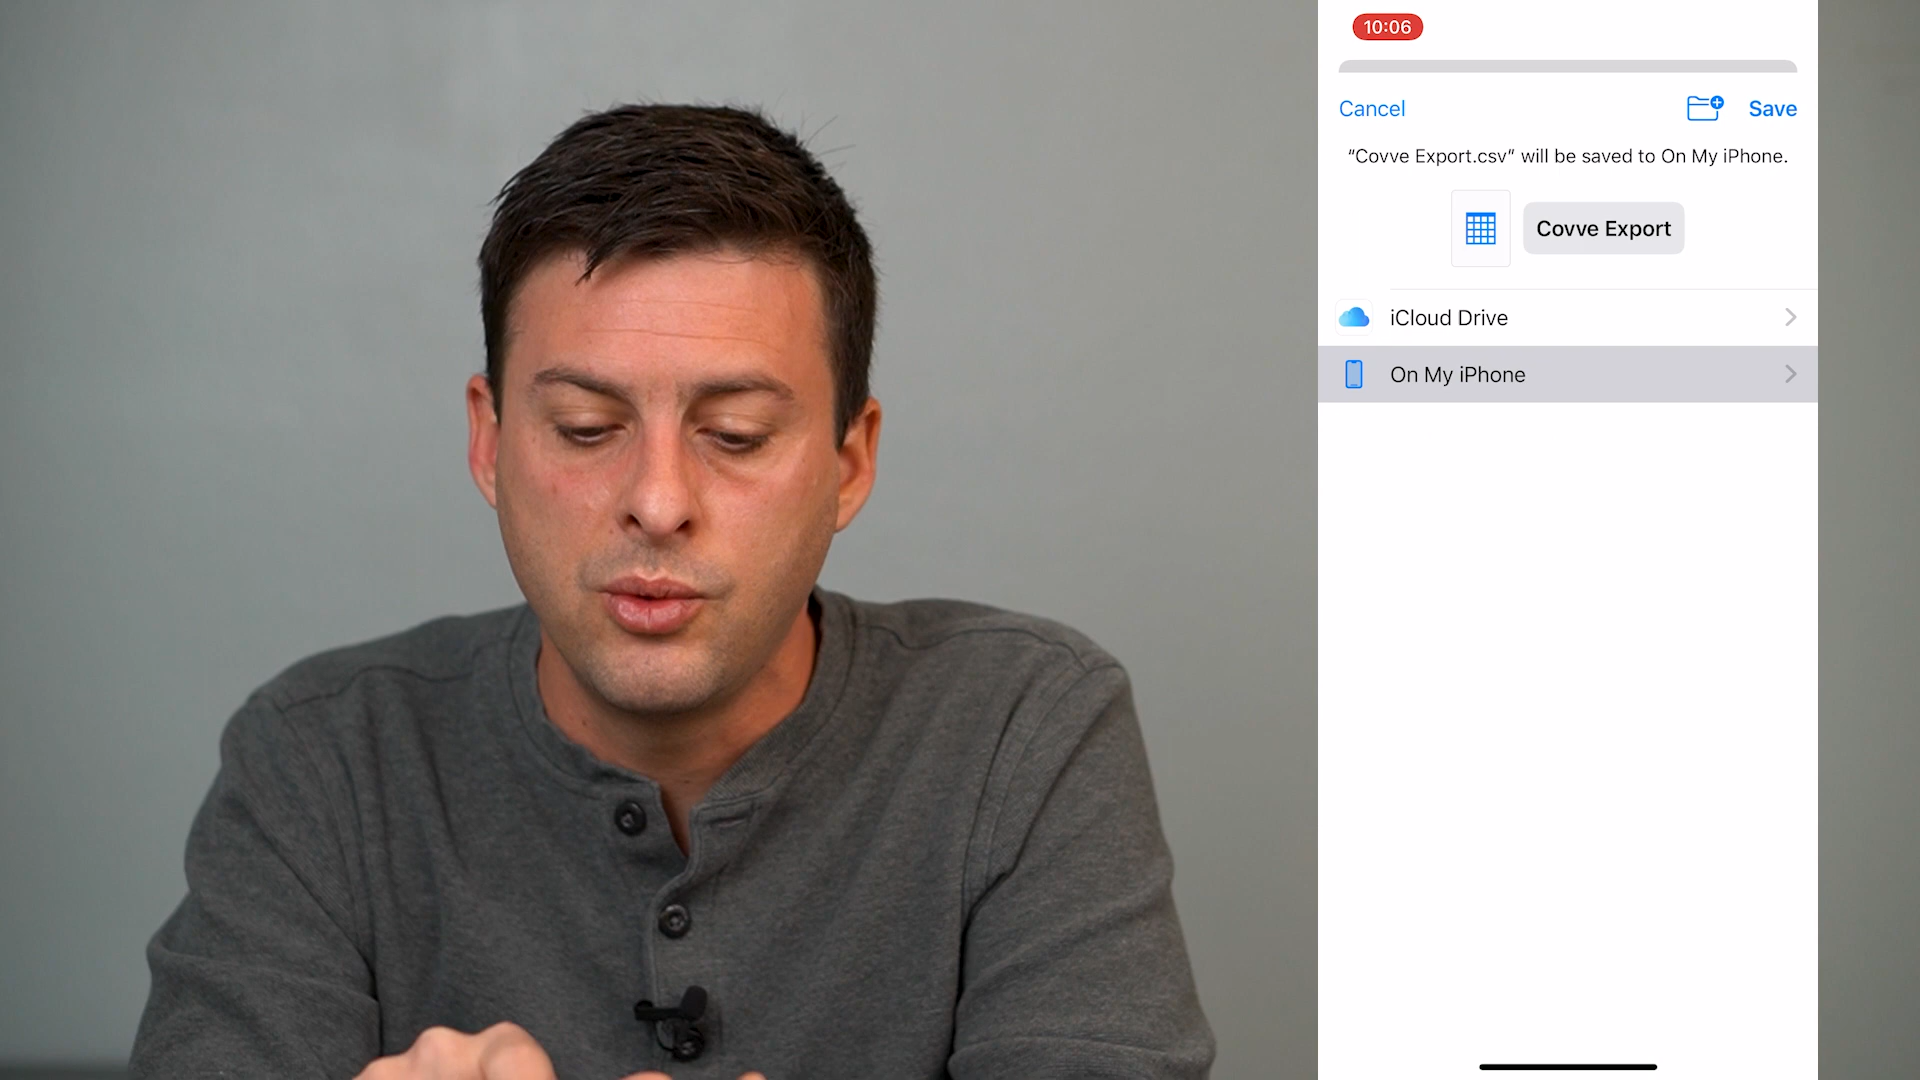 10:06
Cancel Save
“Covve Export.csv” will be saved to On My iPhone.
Covve Export
iCloud Drive
On My iPhone